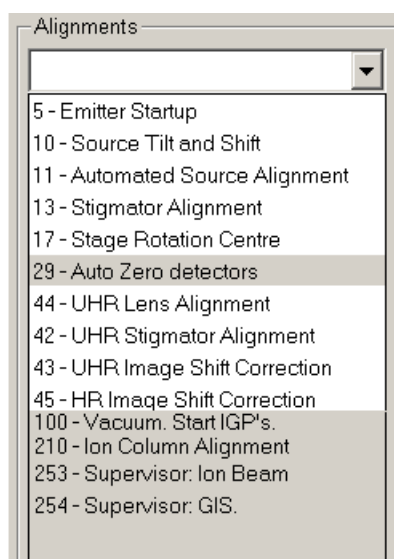 Alignments
5 - Emitter Startup
10 - Source Tilt and Shift
11 - Automated Source Alignment
13 - Stigmator Alignment
17 - Stage Rotation Centre
29 - Auto Zero detectors
44 - UHR Lens Alignment
42 - UHR Stigmator Alignment
43 - UHR Image Shift Correction
45 - HR Image Shift Correction
100 - Vacuum. Start IGP's.
210 - Ion Column Alignment
253 - Supervisor: Ion Beam
254 - Supervisor: GIS.